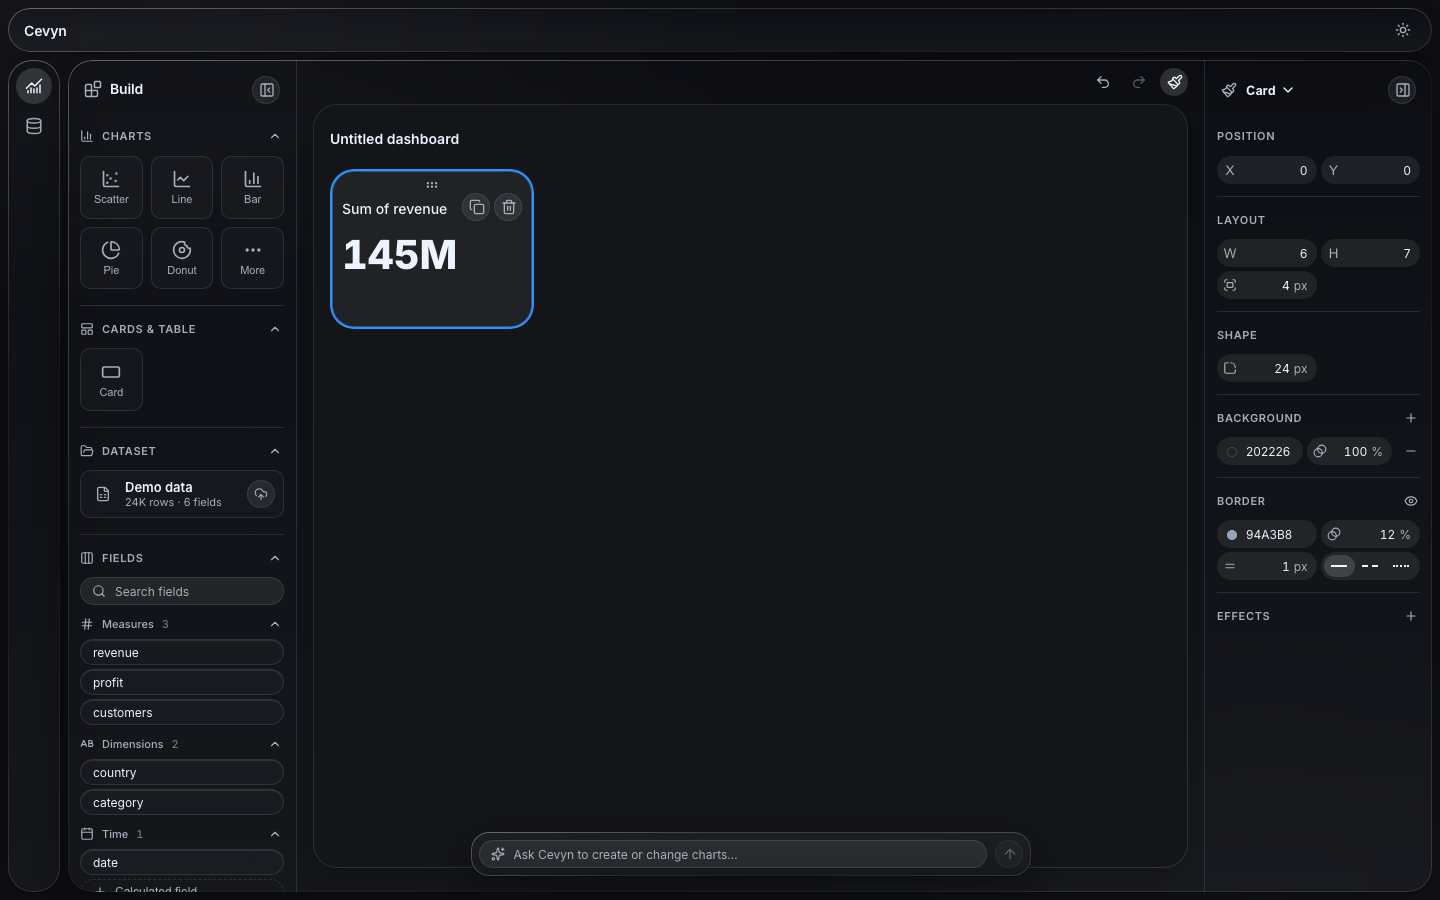 Cevyn
Build
CHARTS
Scatter
Line
Bar
Pie
Donut
More
CARDS & TABLE
Card
DATASET
Demo data
24K rows · 6 fields
FIELDS
Search fields
Measures 3
revenue
profit
customers
AB Dimensions 2
country
category
Time 1
date
Calculated field
Untitled dashboard
Sum of revenue
145M
Ask Cevyn to create or change charts...
Card
POSITION
X 0
Y 0
LAYOUT
W 6
H 7
4 px
SHAPE
24 px
BACKGROUND
202226
100 %
BORDER
94A3B8
12 %
1 px
EFFECTS